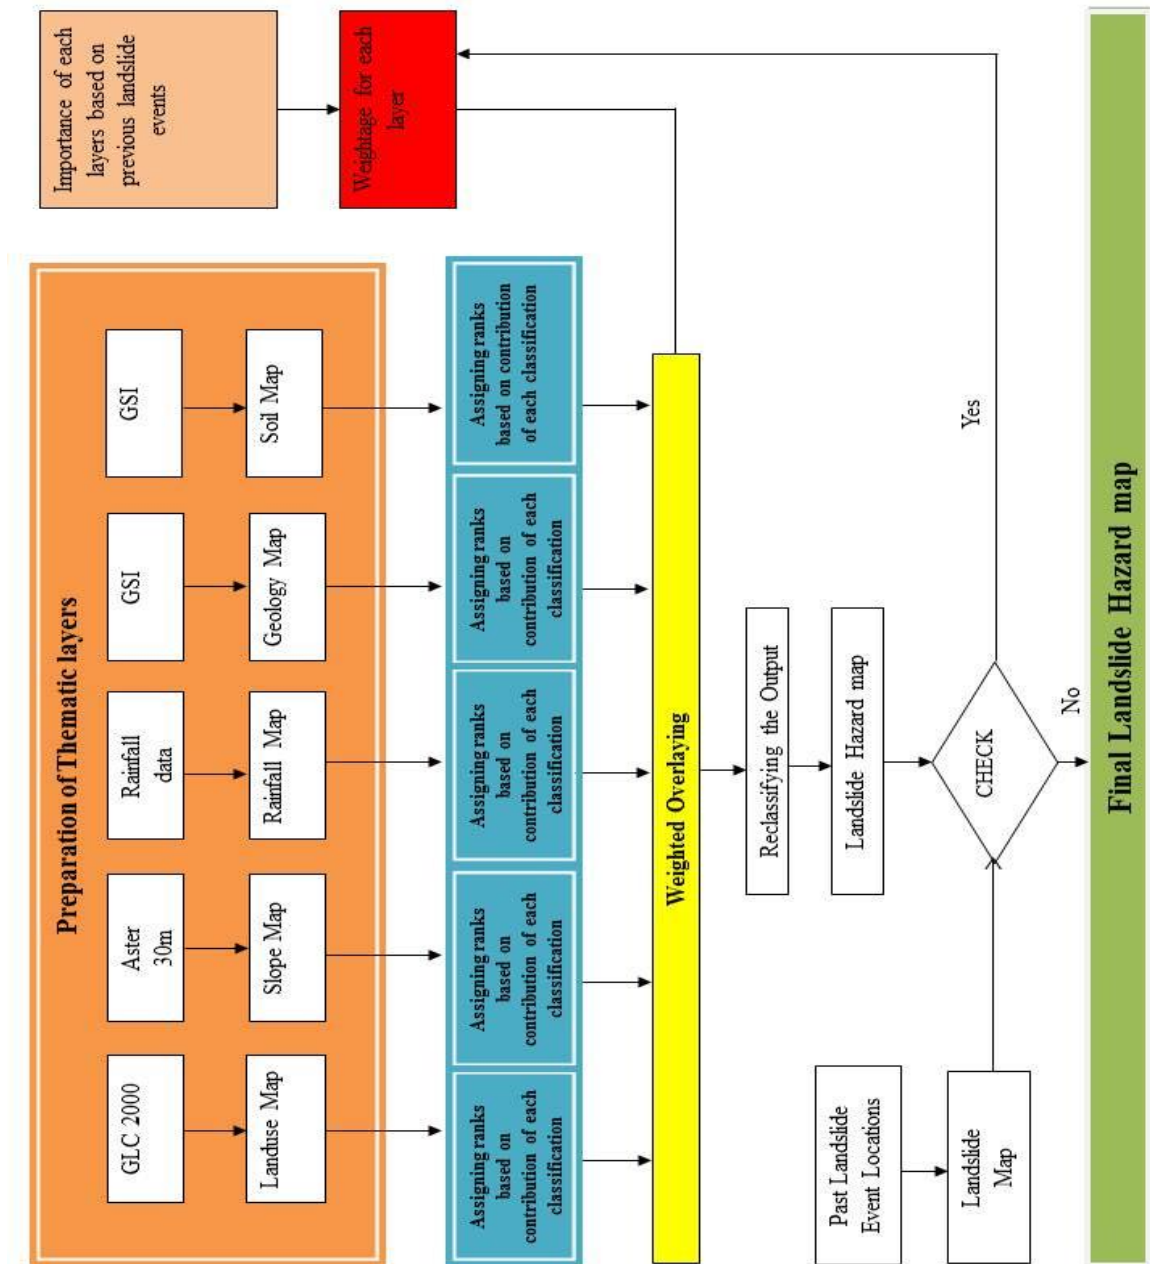 Preparation of Thematic layers
GLC 2000
Aster
30m
Rainfall
data
GSI
GSI
Landuse Map
Slope Map
Rainfall Map
Geology Map
Soil Map
Importance of each
layers based on
previous landslide
events
Weightage for each
layer
Assigning ranks
based on
contribution of each
classification
Assigning ranks
based on
contribution of each
classification
Assigning ranks
based on
contribution of each
classification
Assigning ranks
based on
contribution of each
classification
Assigning ranks
based on contribution
of each classification
Weighted Overlaying
Reclassifying the Output
Landslide Hazard map
Past Landslide
Event Locations
Landslide
Map
CHECK
Yes
No
Final Landslide Hazard map